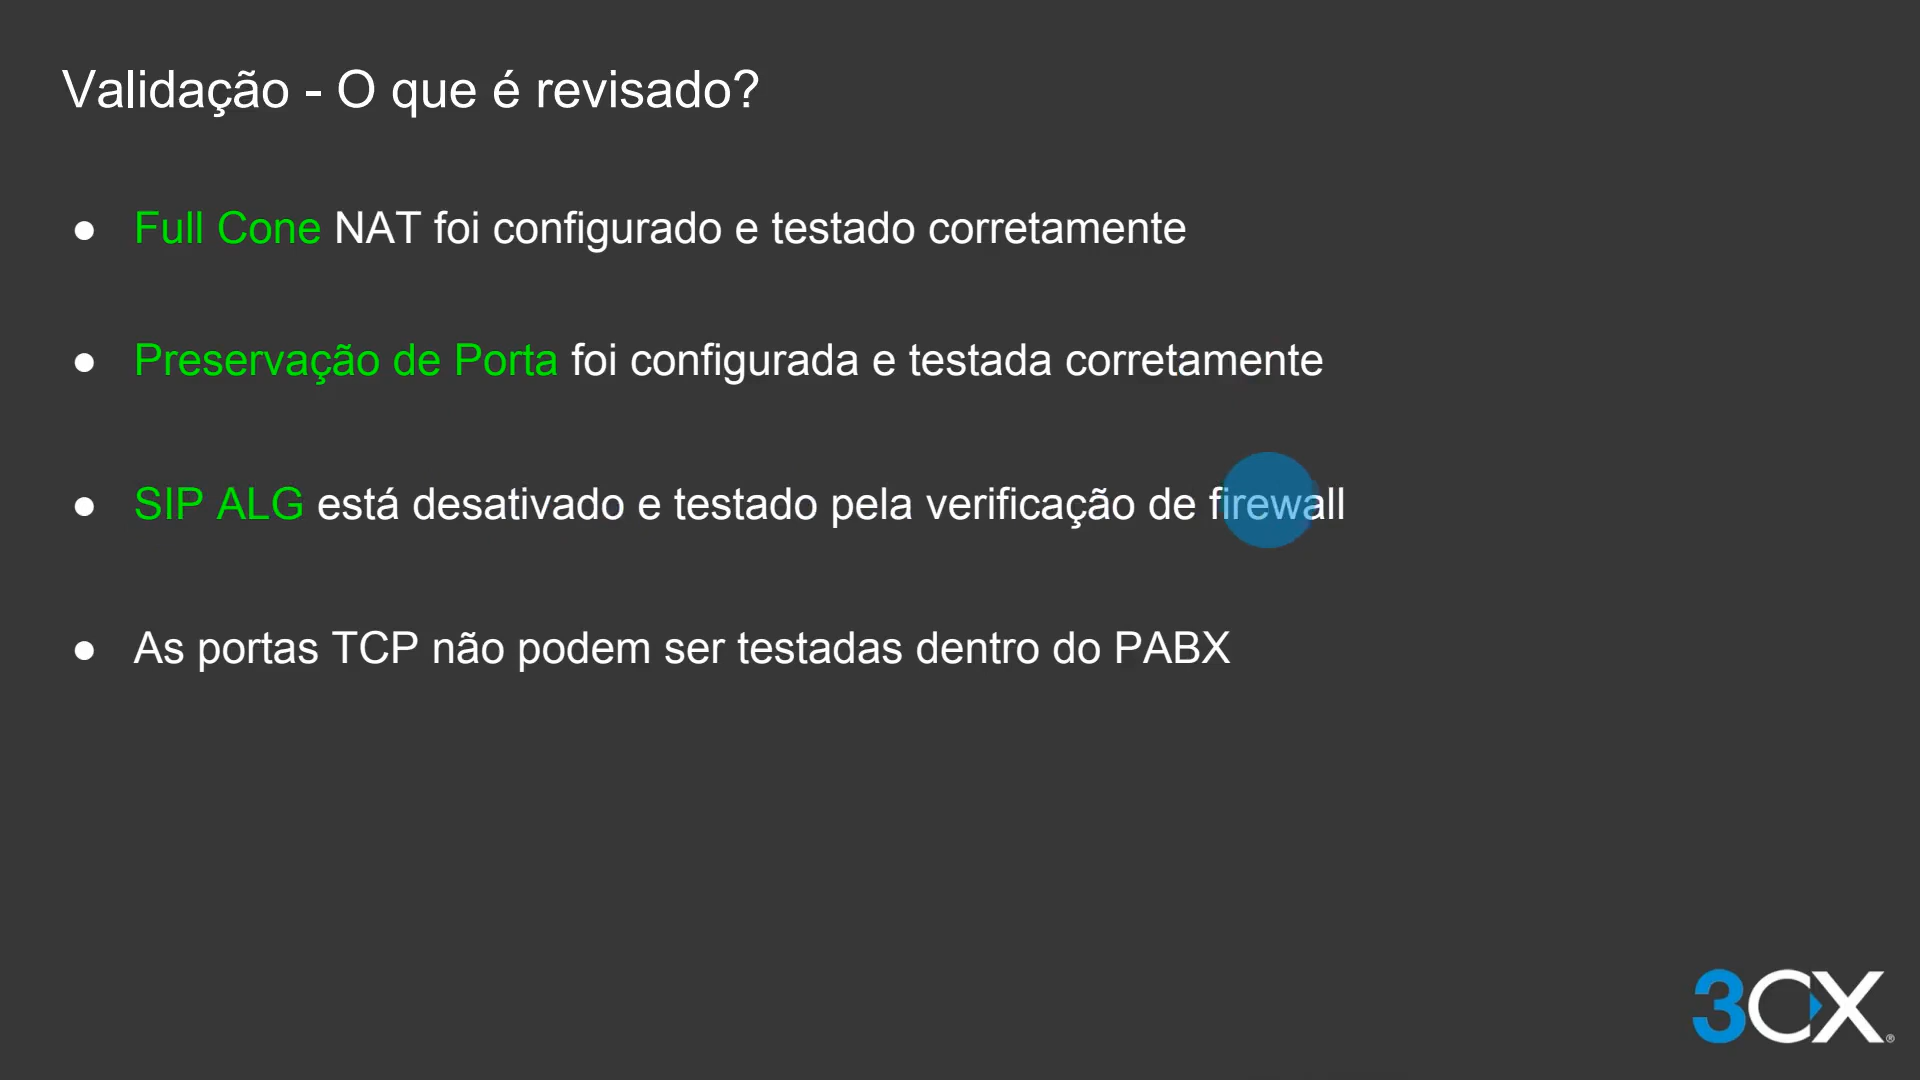 Validação - O que é revisado?
● Full Cone NAT foi configurado e testado corretamente
● Preservação de Porta foi configurada e testada corretamente
● SIP ALG está desativado e testado pela verificação de firewall
● As portas TCP não podem ser testadas dentro do PABX
3CX®